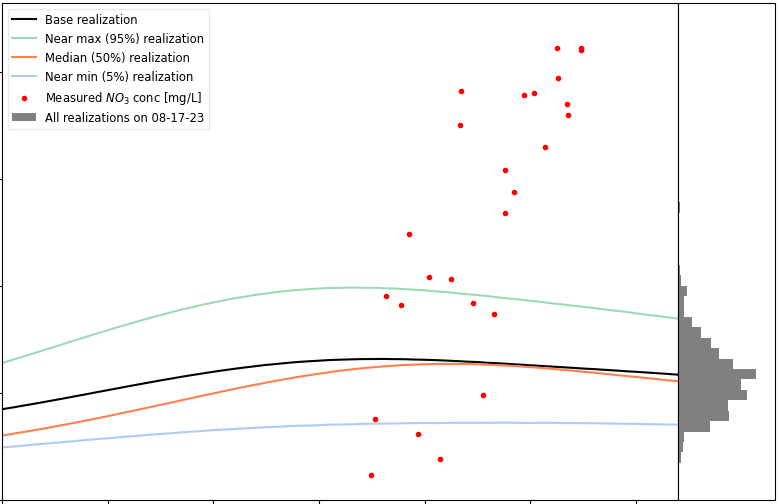 Base realization
Near max (95%) realization
Median (50%) realization
Near min (5%) realization
Measured NO₃ conc [mg/L]
All realizations on 08-17-23